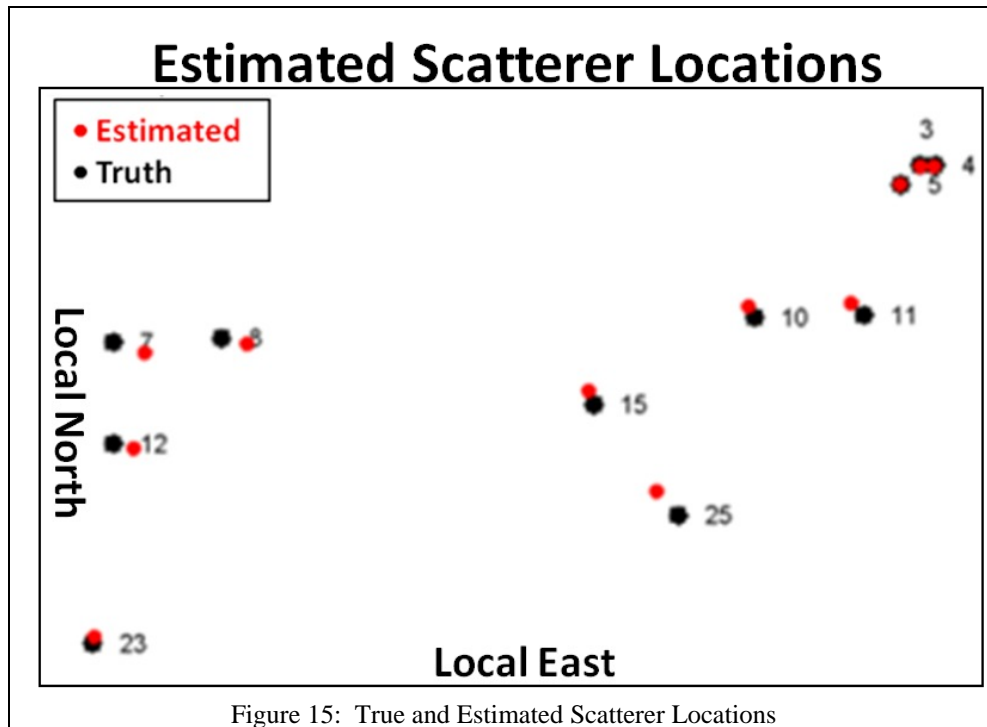 Estimated Scatterer Locations
Estimated
Truth
3
4
5
7
8
10
11
12
15
25
23
Local North
Local East
Figure 15: True and Estimated Scatterer Locations